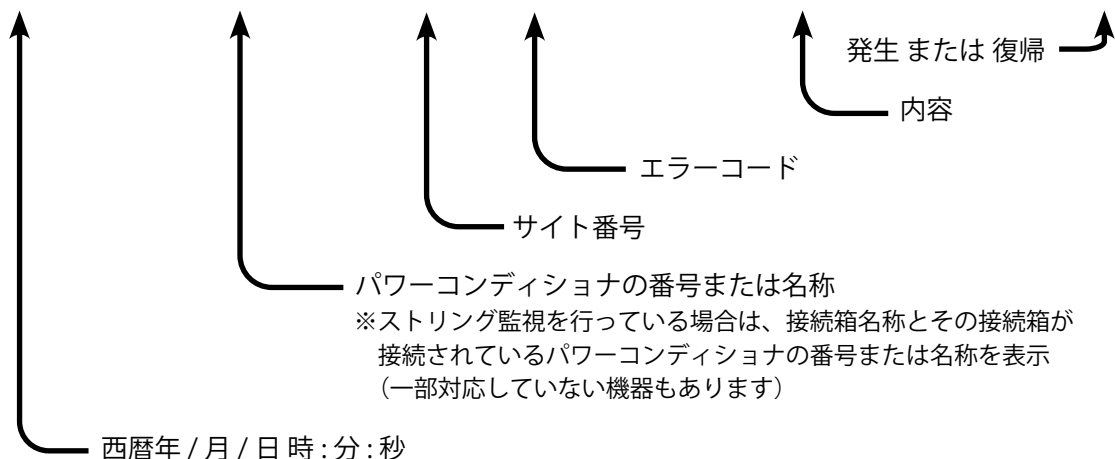 発生 または 復帰
内容
エラーコード
サイト番号
パワーコンディショナの番号または名称
※ストリング監視を行っている場合は、接続箱名称とその接続箱が
接続されているパワーコンディショナの番号または名称を表示
（一部対応していない機器もあります）
西暦年 / 月 / 日 時 : 分 : 秒